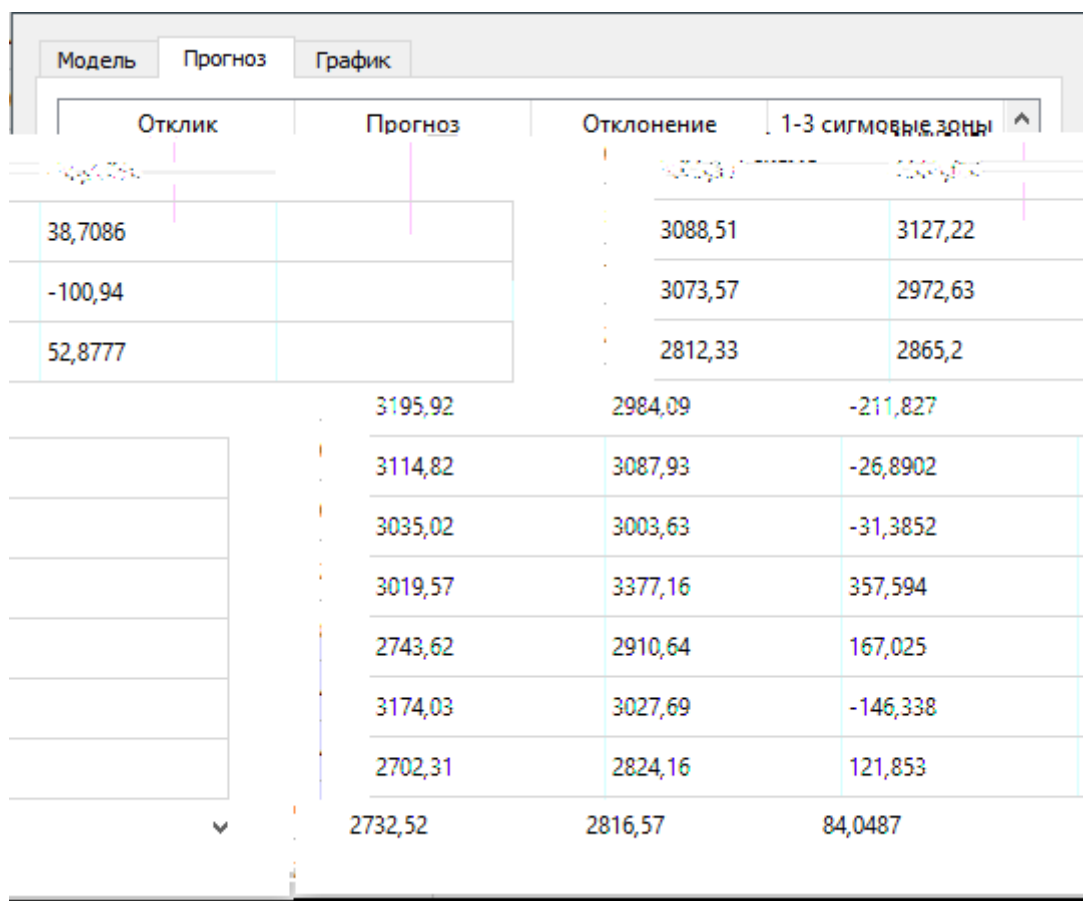 Модель Прогноз График
Отклик Прогноз Отклонение 1-3 сигмовые зоны
38,7086 3088,51 3127,22
-100,94 3073,57 2972,63
52,8777 2812,33 2865,2
3195,92 2984,09 -211,827
3114,82 3087,93 -26,8902
3035,02 3003,63 -31,3852
3019,57 3377,16 357,594
2743,62 2910,64 167,025
3174,03 3027,69 -146,338
2702,31 2824,16 121,853
2732,52 2816,57 84,0487